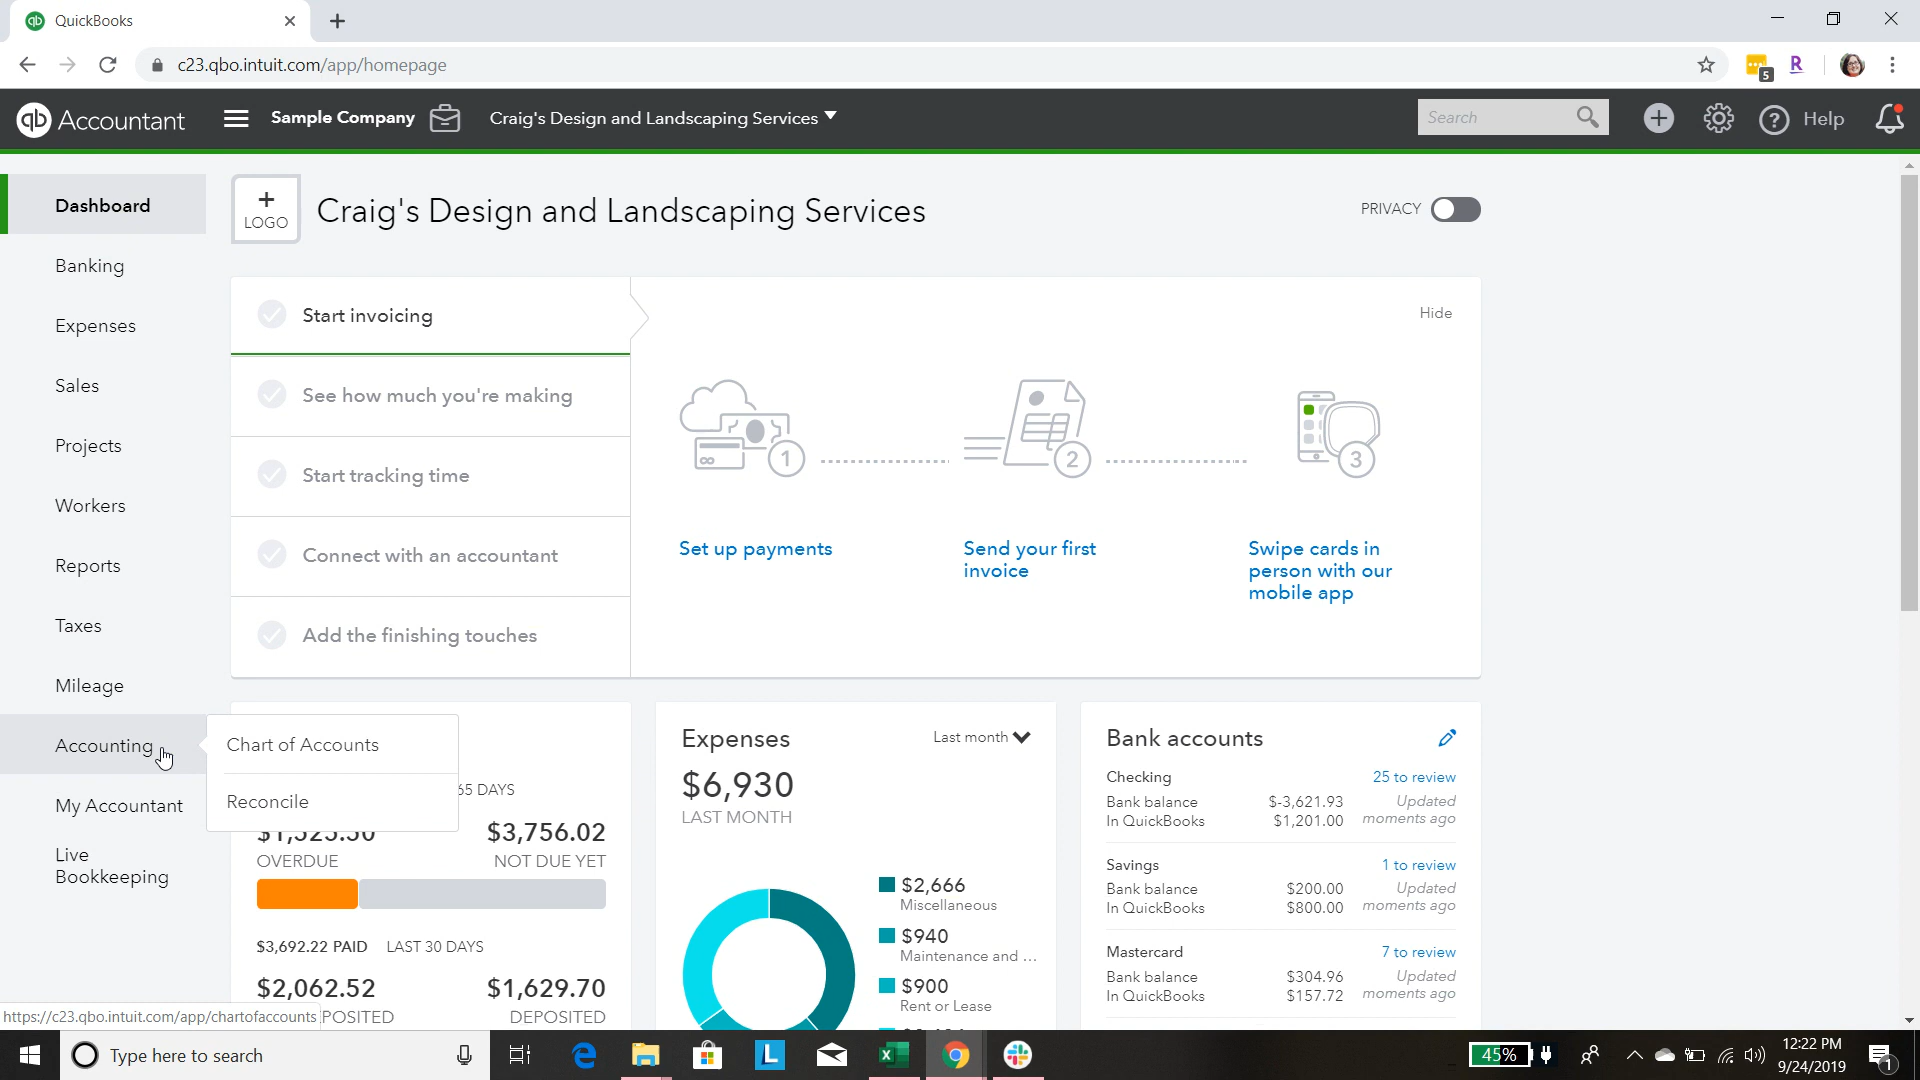 QuickBooks
c23.qbo.intuit.com/app/homepage
5
R
qb Accountant
Sample Company
Craig's Design and Landscaping Services
Search
Help
Dashboard
Banking
Expenses
Sales
Projects
Workers
Reports
Taxes
Mileage
Accounting
My Accountant
Live
Bookkeeping
Chart of Accounts
Reconcile
+
LOGO
Craig's Design and Landscaping Services
PRIVACY
Start invoicing
See how much you're making
Start tracking time
Connect with an accountant
Add the finishing touches
Hide
1
2
3
Set up payments
Send your first
invoice
Swipe cards in
person with our
mobile app
65 DAYS
$3,756.02
OVERDUE
NOT DUE YET
$3,692.22 PAID LAST 30 DAYS
$2,062.52
$1,629.70
POSITED
DEPOSITED
Expenses
Last month
$6,930
LAST MONTH
$2,666
Miscellaneous
$940
Maintenance and ...
$900
Rent or Lease
Bank accounts
Checking 25 to review
Bank balance $-3,621.93 Updated
In QuickBooks $1,201.00 moments ago
Savings 1 to review
Bank balance $200.00 Updated
In QuickBooks $800.00 moments ago
Mastercard 7 to review
Bank balance $304.96 Updated
In QuickBooks $157.72 moments ago
https://c23.qbo.intuit.com/app/chartofaccounts
Type here to search
45%
12:22 PM
9/24/2019
1